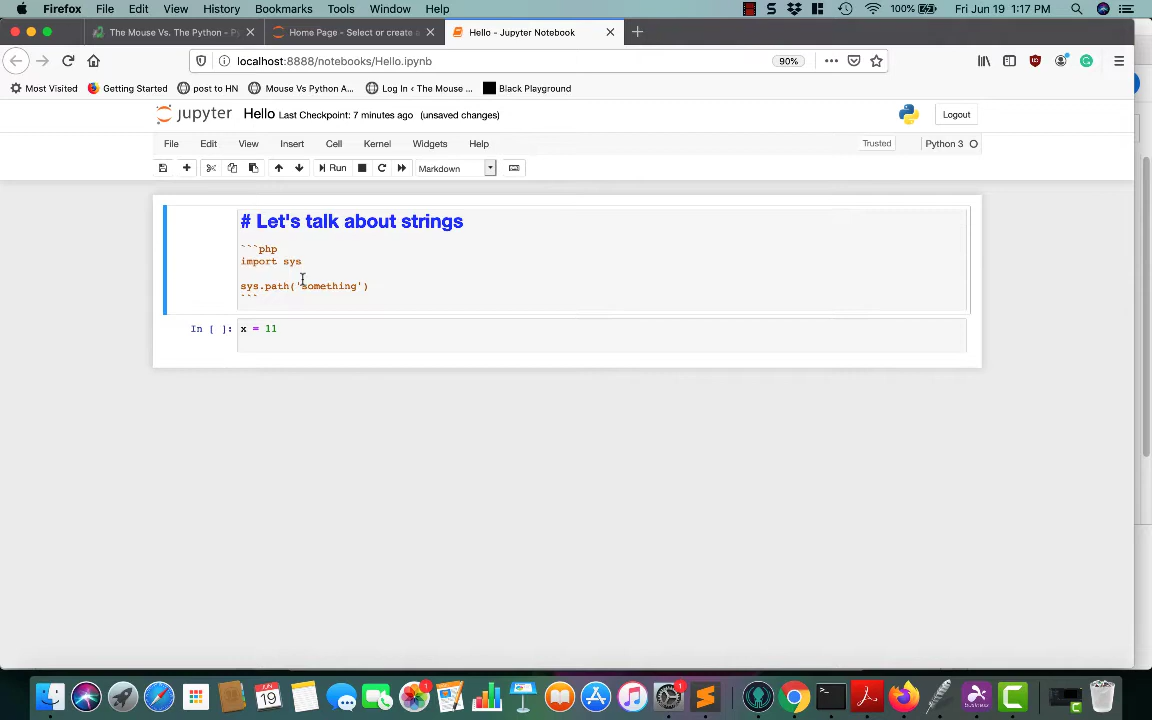 Firefox File Edit View History Bookmarks Tools Window Help 100% Fri Jun 19 1:17 PM
The Mouse Vs. The Python - Py
Home Page - Select or create a
Hello - Jupyter Notebook
localhost:8888/notebooks/Hello.ipynb 90%
Most Visited Getting Started post to HN Mouse Vs Python A... Log In ‹ The Mouse ... Black Playground
jupyter Hello Last Checkpoint: 7 minutes ago (unsaved changes) Logout
File Edit View Insert Cell Kernel Widgets Help Trusted Python 3
Run Markdown
# Let's talk about strings
```php
import sys
sys.path('something')
```
In [ ]: x = 11